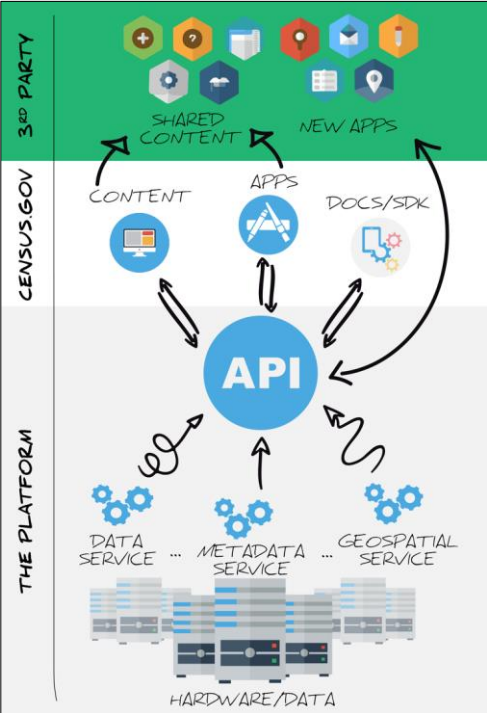 3RD PARTY
SHARED
CONTENT
NEW APPS
CENSUS.GOV
CONTENT
APPS
DOCS/SDK
THE PLATFORM
API
DATA
SERVICE
...
METADATA
SERVICE
...
GEOSPATIAL
SERVICE
HARDWARE/DATA